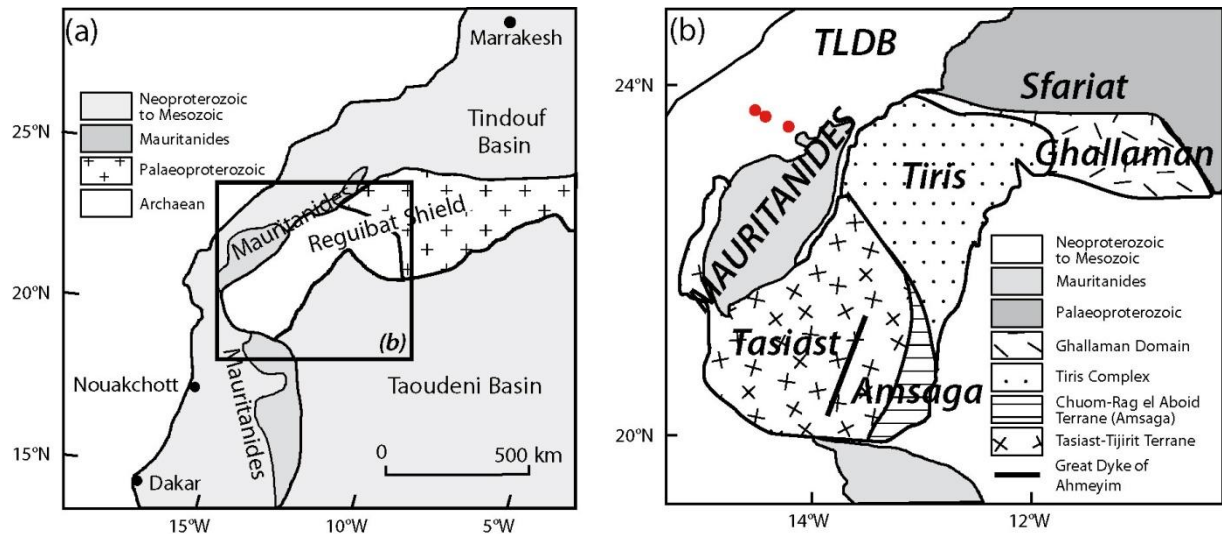 (a)
Marrakesh
Neoproterozoic
to Mesozoic
Mauritanides
Palaeoproterozoic
Archaean
Tindouf
Basin
25°N
Mauritanides
Reguibat Shield
20°N
(b)
Mauritanides
Nouakchott
Taoudeni Basin
0 500 km
15°N
Dakar
15°W 10°W 5°W
(b)
TLDB
24°N
Sfariat
Ghallaman
MAURITANIDES
Tiris
Tasiast
Amsaga
Neoproterozoic
to Mesozoic
Mauritanides
Palaeoproterozoic
Ghallaman Domain
Tiris Complex
Chuom-Rag el Aboid
Terrane (Amsaga)
Tasiast-Tijirit Terrane
Great Dyke of
Ahmeyim
20°N
14°W 12°W